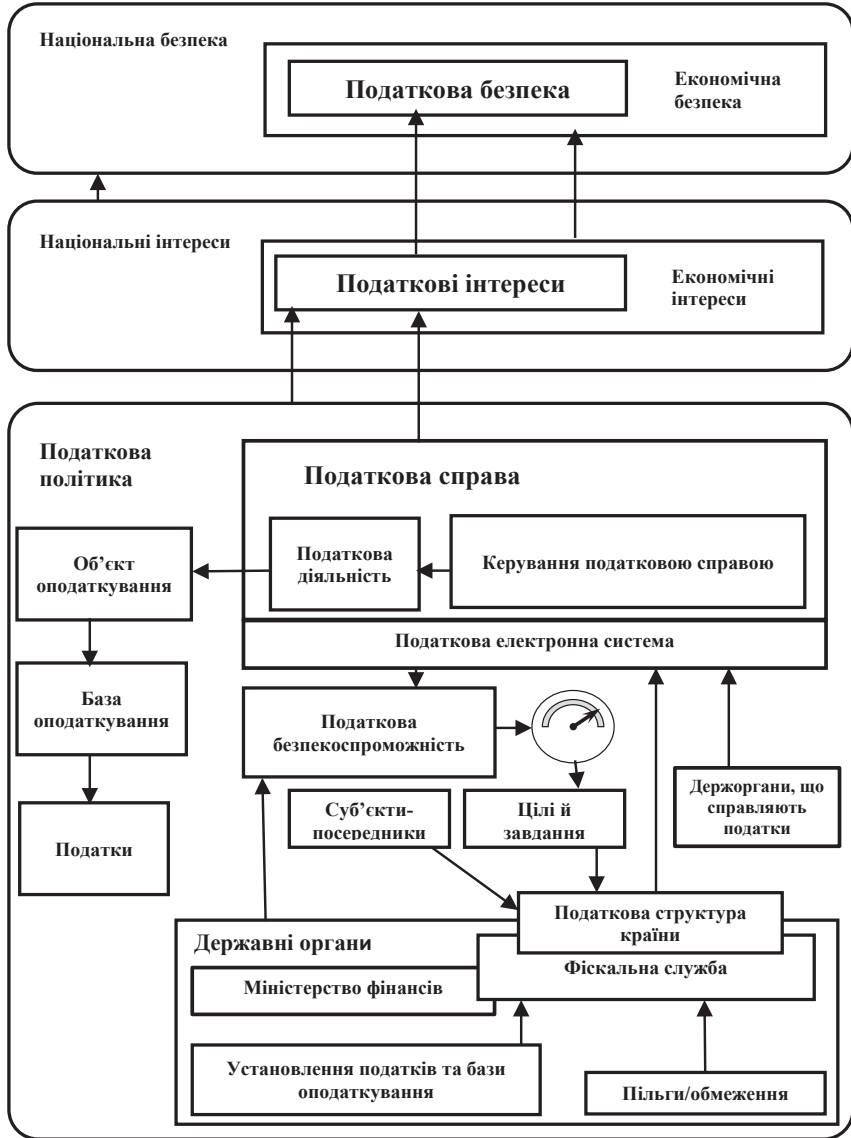 Національна безпека
Податкова безпека
Економічна
безпека
Національні інтереси
Податкові інтереси
Економічні
інтереси
Податкова
політика
Податкова справа
Об’єкт
оподаткування
Податкова
діяльність
Керування податковою справою
Податкова електронна система
База
оподаткування
Податкова
безпекоспроможність
Держоргани, що
справляють
податки
Суб’єкти-
посередники
Цілі й
завдання
Податки
Податкова структура
країни
Державні органи
Фіскальна служба
Міністерство фінансів
Установлення податків та бази
оподаткування
Пільги/обмеження